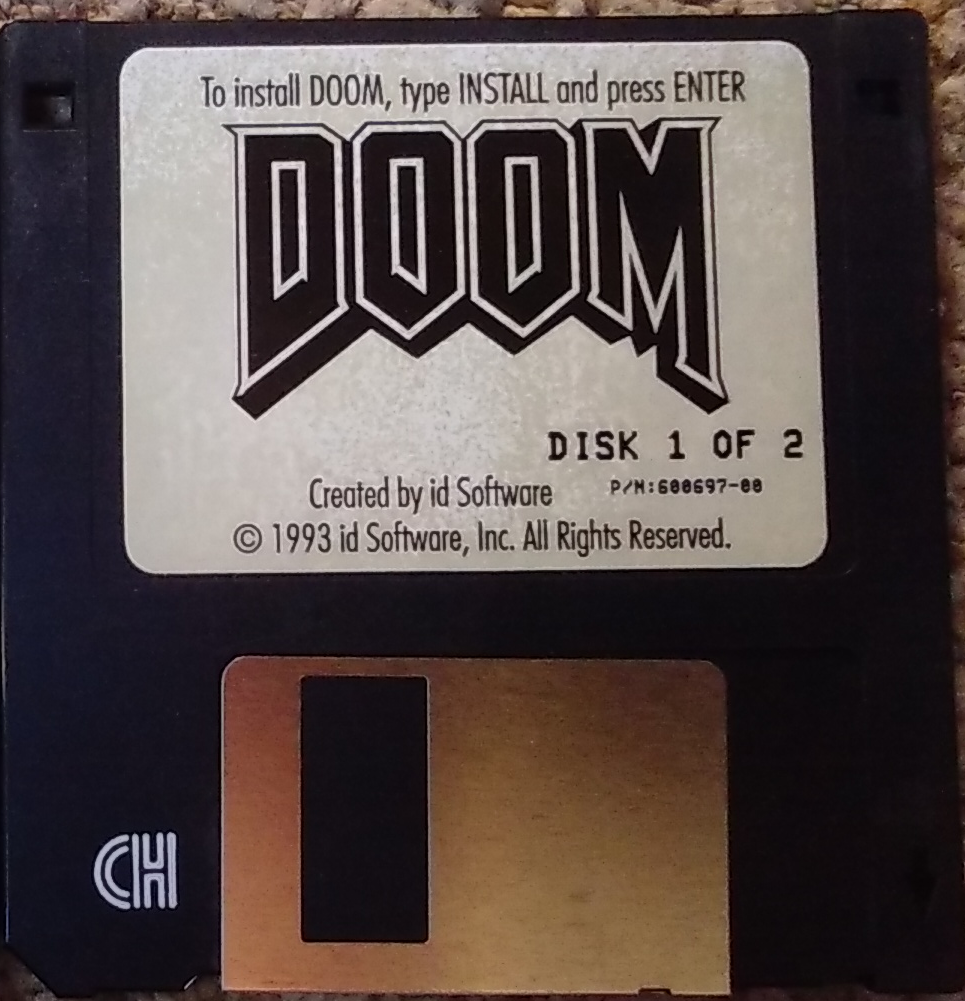 To install DOOM, type INSTALL and press ENTER
DOOM
DISK 1 OF 2
Created by id Software
P/N:600697-00
© 1993 id Software, Inc. All Rights Reserved.
CH